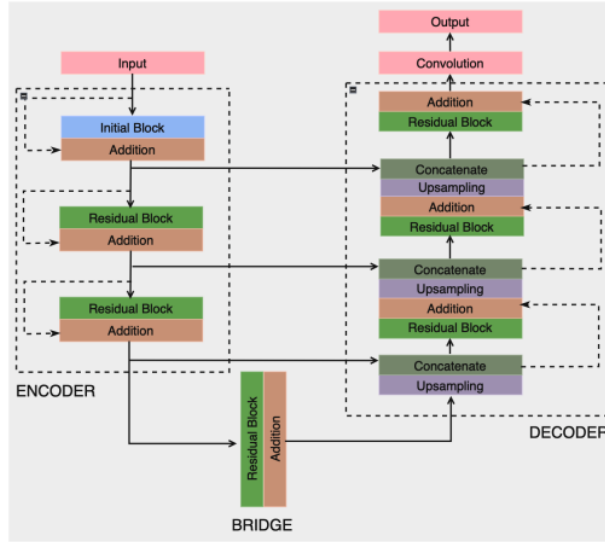 Input
Initial Block
Addition
Residual Block
Addition
Residual Block
Addition
ENCODER
Residual Block
Addition
BRIDGE
Output
Convolution
Addition
Residual Block
Concatenate
Upsampling
Addition
Residual Block
Concatenate
Upsampling
Addition
Residual Block
Concatenate
Upsampling
DECODER